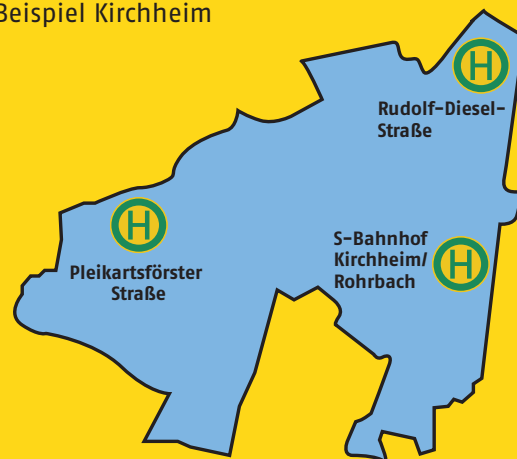 Beispiel Kirchheim
H
Rudolf-Diesel-
Straße
H
Pleikartsförster
Straße
S-Bahnhof
Kirchheim/
Rohrbach
H